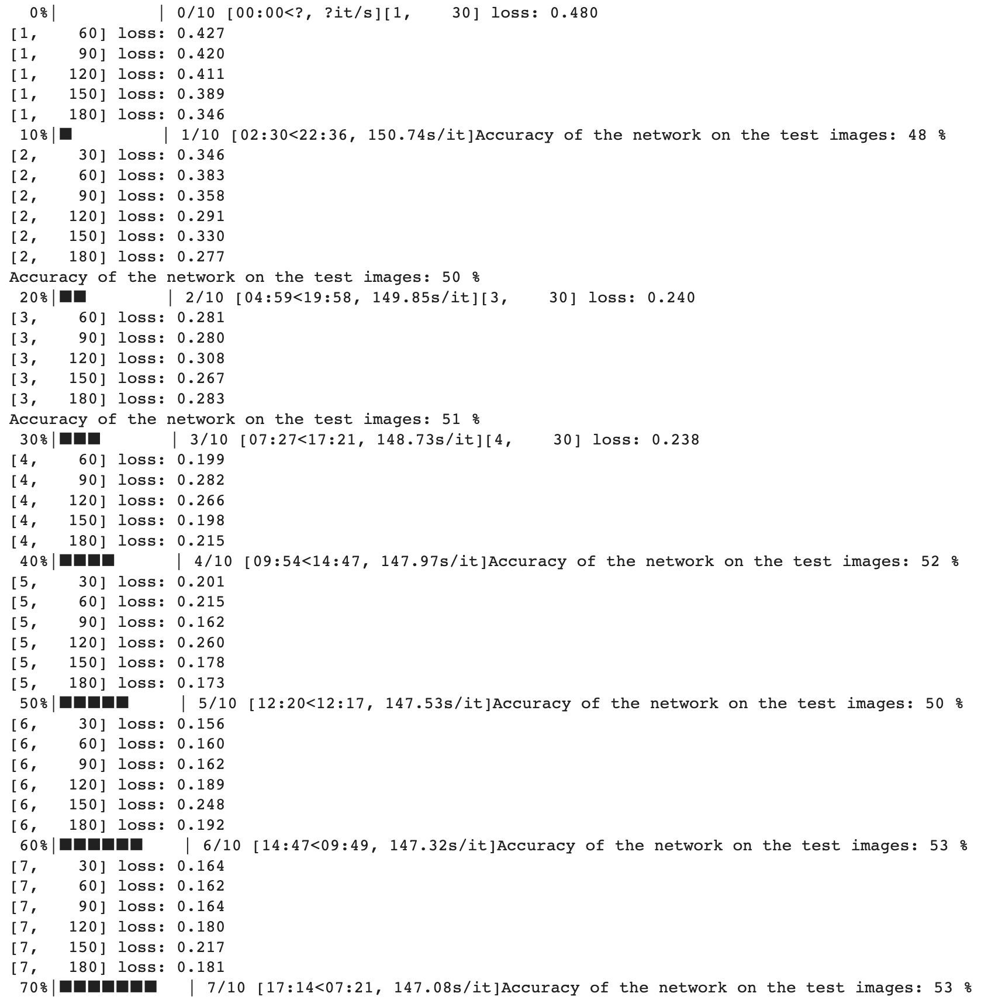 0%|          | 0/10 [00:00<?, ?it/s][1,    30] loss: 0.480
[1,    60] loss: 0.427
[1,    90] loss: 0.420
[1,   120] loss: 0.411
[1,   150] loss: 0.389
[1,   180] loss: 0.346
10%|█         | 1/10 [02:30<22:36, 150.74s/it]Accuracy of the network on the test images: 48 %
[2,    30] loss: 0.346
[2,    60] loss: 0.383
[2,    90] loss: 0.358
[2,   120] loss: 0.291
[2,   150] loss: 0.330
[2,   180] loss: 0.277
Accuracy of the network on the test images: 50 %
20%|██        | 2/10 [04:59<19:58, 149.85s/it][3,    30] loss: 0.240
[3,    60] loss: 0.281
[3,    90] loss: 0.280
[3,   120] loss: 0.308
[3,   150] loss: 0.267
[3,   180] loss: 0.283
Accuracy of the network on the test images: 51 %
30%|███       | 3/10 [07:27<17:21, 148.73s/it][4,    30] loss: 0.238
[4,    60] loss: 0.199
[4,    90] loss: 0.282
[4,   120] loss: 0.266
[4,   150] loss: 0.198
[4,   180] loss: 0.215
40%|████      | 4/10 [09:54<14:47, 147.97s/it]Accuracy of the network on the test images: 52 %
[5,    30] loss: 0.201
[5,    60] loss: 0.215
[5,    90] loss: 0.162
[5,   120] loss: 0.260
[5,   150] loss: 0.178
[5,   180] loss: 0.173
50%|█████     | 5/10 [12:20<12:17, 147.53s/it]Accuracy of the network on the test images: 50 %
[6,    30] loss: 0.156
[6,    60] loss: 0.160
[6,    90] loss: 0.162
[6,   120] loss: 0.189
[6,   150] loss: 0.248
[6,   180] loss: 0.192
60%|██████    | 6/10 [14:47<09:49, 147.32s/it]Accuracy of the network on the test images: 53 %
[7,    30] loss: 0.164
[7,    60] loss: 0.162
[7,    90] loss: 0.164
[7,   120] loss: 0.180
[7,   150] loss: 0.217
[7,   180] loss: 0.181
70%|███████   | 7/10 [17:14<07:21, 147.08s/it]Accuracy of the network on the test images: 53 %